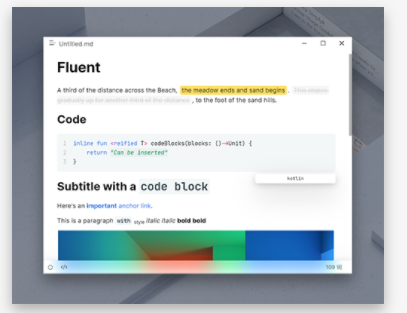 Untitled.md
Fluent
A third of the distance across the Beach, the meadow ends and sand begins . This slopes
gradually up for another third of the distance , to the foot of the sand hills.
Code
1 inline fun <reified T> codeBlocks(blocks: ()->Unit) {
2 return "Can be inserted"
3 }
kotlin
Subtitle with a code block
Here's an important anchor link.
This is a paragraph with style italic italic bold bold
</> 109 词